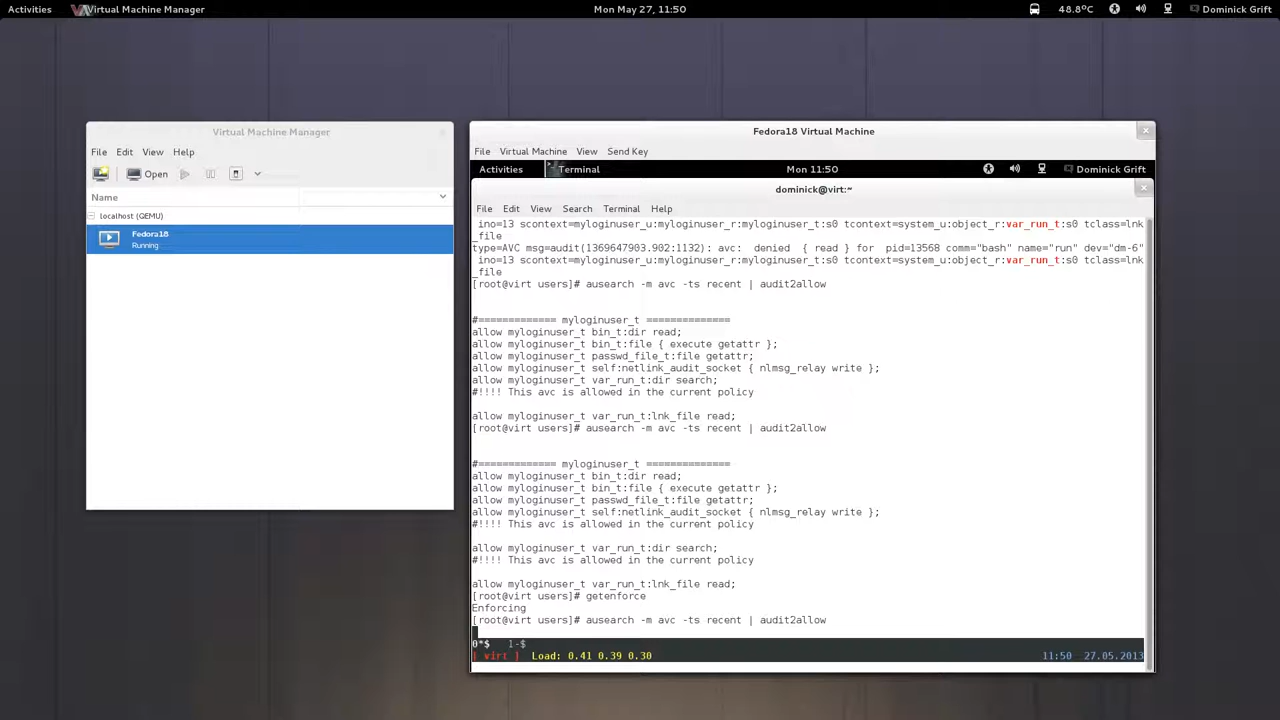 Activities Virtual Machine Manager Mon May 27, 11:50 48.8ºC Dominick Grift
Virtual Machine Manager
File Edit View Help
Open
Name
localhost (QEMU)
Fedora18
Running
Fedora18 Virtual Machine
File Virtual Machine View Send Key
Activities Terminal Mon 11:50 Dominick Grift
dominick@virt:~
File Edit View Search Terminal Help
ino=13 scontext=myloginuser_u:myloginuser_r:myloginuser_t:s0 tcontext=system_u:object_r:var_run_t:s0 tclass=lnk
_file
type=AVC msg=audit(1369647903.902:1132): avc:  denied  { read } for  pid=13568 comm="bash" name="run" dev="dm-6"
ino=13 scontext=myloginuser_u:myloginuser_r:myloginuser_t:s0 tcontext=system_u:object_r:var_run_t:s0 tclass=lnk
_file
[root@virt users]# ausearch -m avc -ts recent | audit2allow
#============= myloginuser_t ==============
allow myloginuser_t bin_t:dir read;
allow myloginuser_t bin_t:file { execute getattr };
allow myloginuser_t passwd_file_t:file getattr;
allow myloginuser_t self:netlink_audit_socket { nlmsg_relay write };
allow myloginuser_t var_run_t:dir search;
#!!!! This avc is allowed in the current policy
allow myloginuser_t var_run_t:lnk_file read;
[root@virt users]# ausearch -m avc -ts recent | audit2allow
#============= myloginuser_t ==============
allow myloginuser_t bin_t:dir read;
allow myloginuser_t bin_t:file { execute getattr };
allow myloginuser_t passwd_file_t:file getattr;
allow myloginuser_t self:netlink_audit_socket { nlmsg_relay write };
#!!!! This avc is allowed in the current policy
allow myloginuser_t var_run_t:dir search;
#!!!! This avc is allowed in the current policy
allow myloginuser_t var_run_t:lnk_file read;
[root@virt users]# getenforce
Enforcing
[root@virt users]# ausearch -m avc -ts recent | audit2allow
0*$ 1-$
[ virt ] Load: 0.41 0.39 0.30 11:50 27.05.2013